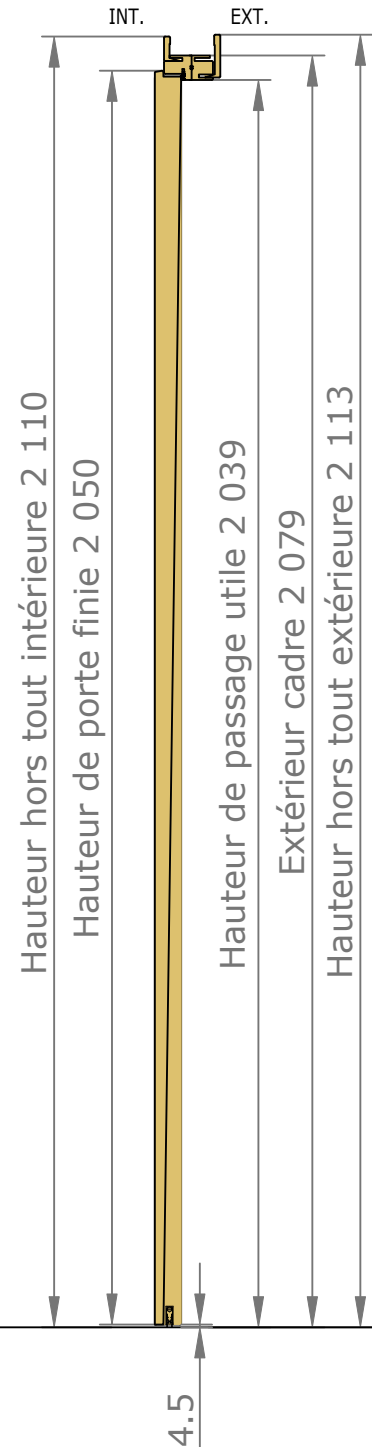 INT. EXT.
Hauteur hors tout intérieure 2 110
Hauteur de porte finie 2 050
Hauteur de passage utile 2 039
Extérieur cadre 2 079
Hauteur hors tout extérieure 2 113
4.5